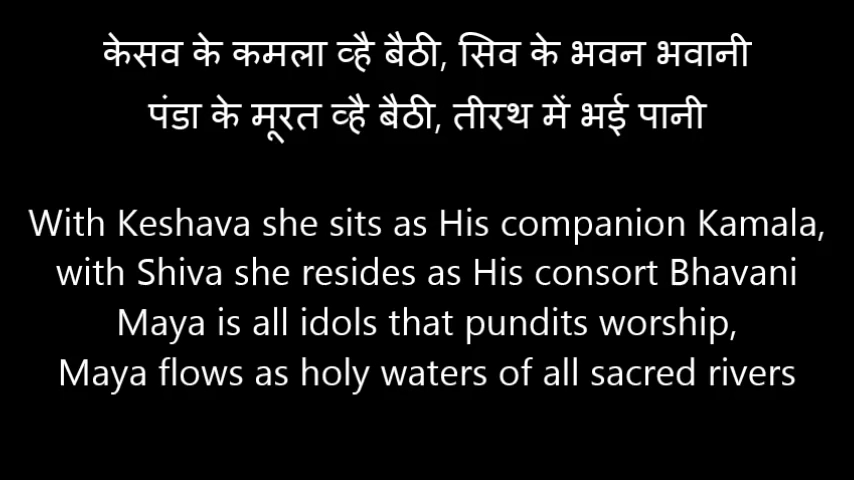 केसव के कमला व्है बैठी, सिव के भवन भवानी
पंडा के मूरत व्है बैठी, तीरथ में भई पानी
With Keshava she sits as His companion Kamala,
with Shiva she resides as His consort Bhavani
Maya is all idols that pundits worship,
Maya flows as holy waters of all sacred rivers